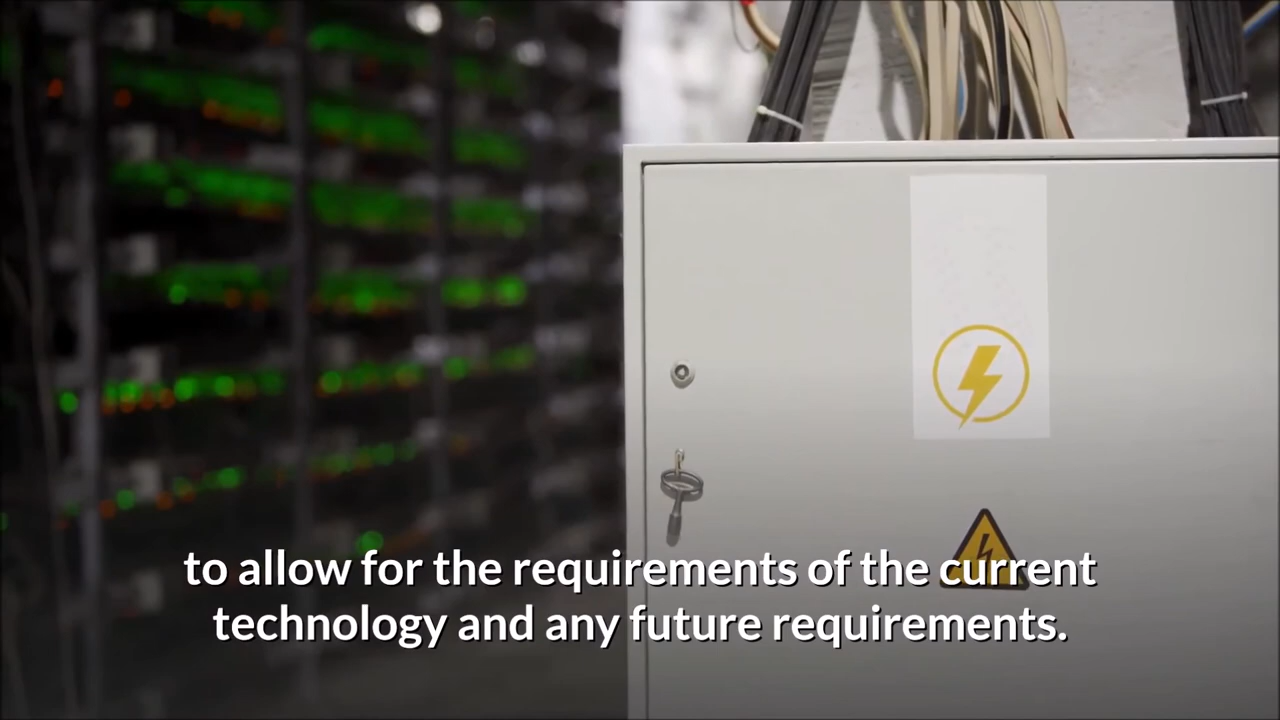 to allow for the requirements of the current
technology and any future requirements.